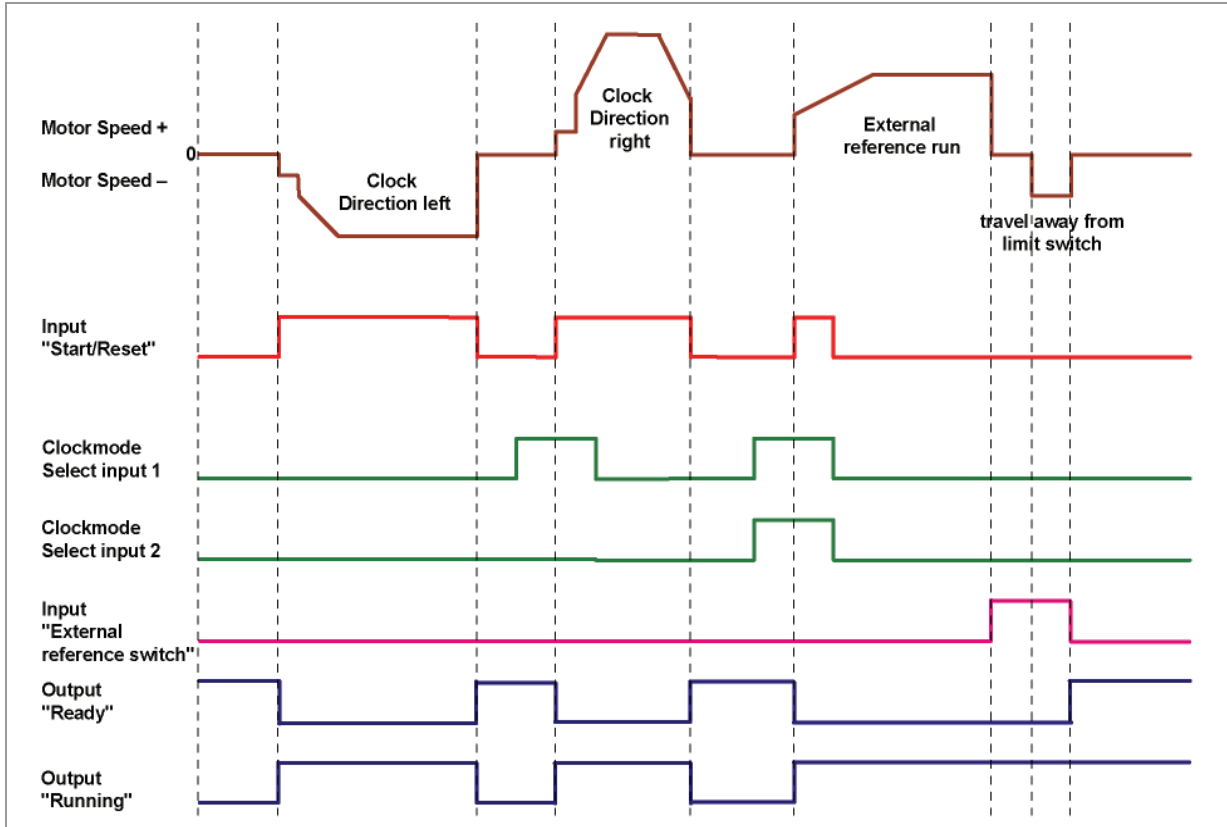 Clock
Direction
right
Motor Speed +
External
reference run
0
Motor Speed –
Clock
Direction left
travel away from
limit switch
Input
"Start/Reset"
Clockmode
Select input 1
Clockmode
Select input 2
Input
"External
reference switch"
Output
"Ready"
Output
"Running"